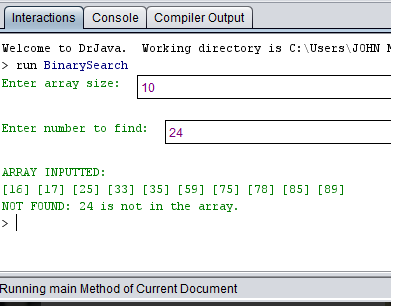 Interactions Console Compiler Output
Welcome to DrJava. Working directory is C:\Users\JOHN
> run BinarySearch
Enter array size: 10
Enter number to find: 24
ARRAY INPUTTED:
[16] [17] [25] [33] [35] [59] [75] [78] [85] [89]
NOT FOUND: 24 is not in the array.
>
Running main Method of Current Document